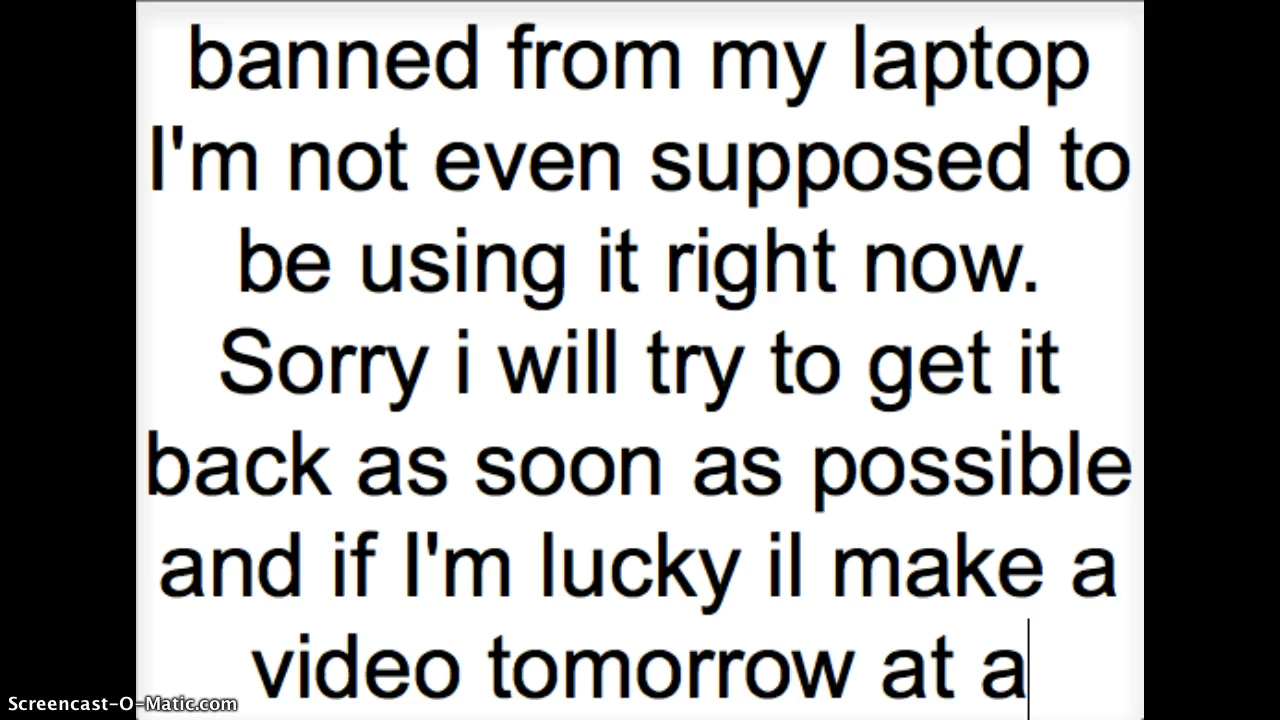 banned from my laptop
I'm not even supposed to
be using it right now.
Sorry i will try to get it
back as soon as possible
and if I'm lucky il make a
video tomorrow at a
Screencast-O-Matic.com